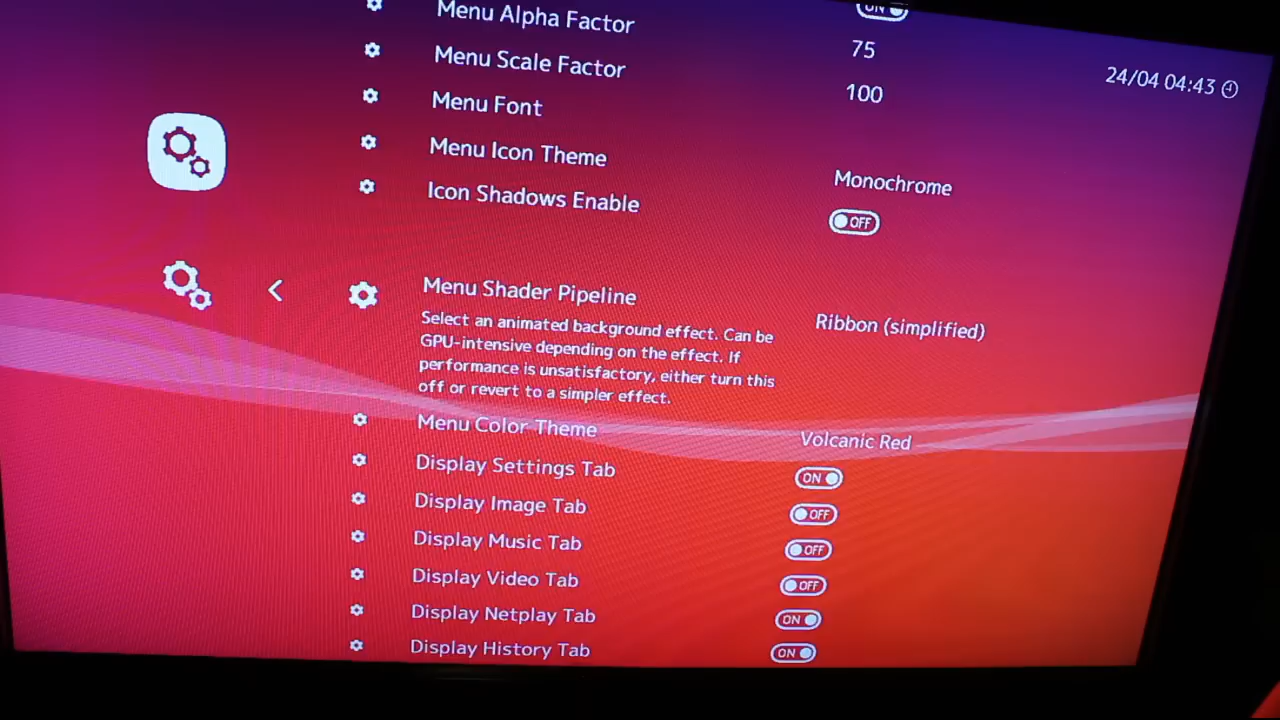 ON
Menu Alpha Factor
75
Menu Scale Factor
100
24/04 04:43
Menu Font
Menu Icon Theme
Monochrome
Icon Shadows Enable
OFF
Menu Shader Pipeline
Ribbon (simplified)
Select an animated background effect. Can be
GPU-intensive depending on the effect. If
performance is unsatisfactory, either turn this
off or revert to a simpler effect.
Menu Color Theme
Volcanic Red
Display Settings Tab
ON
Display Image Tab
OFF
Display Music Tab
OFF
Display Video Tab
OFF
Display Netplay Tab
ON
Display History Tab
ON